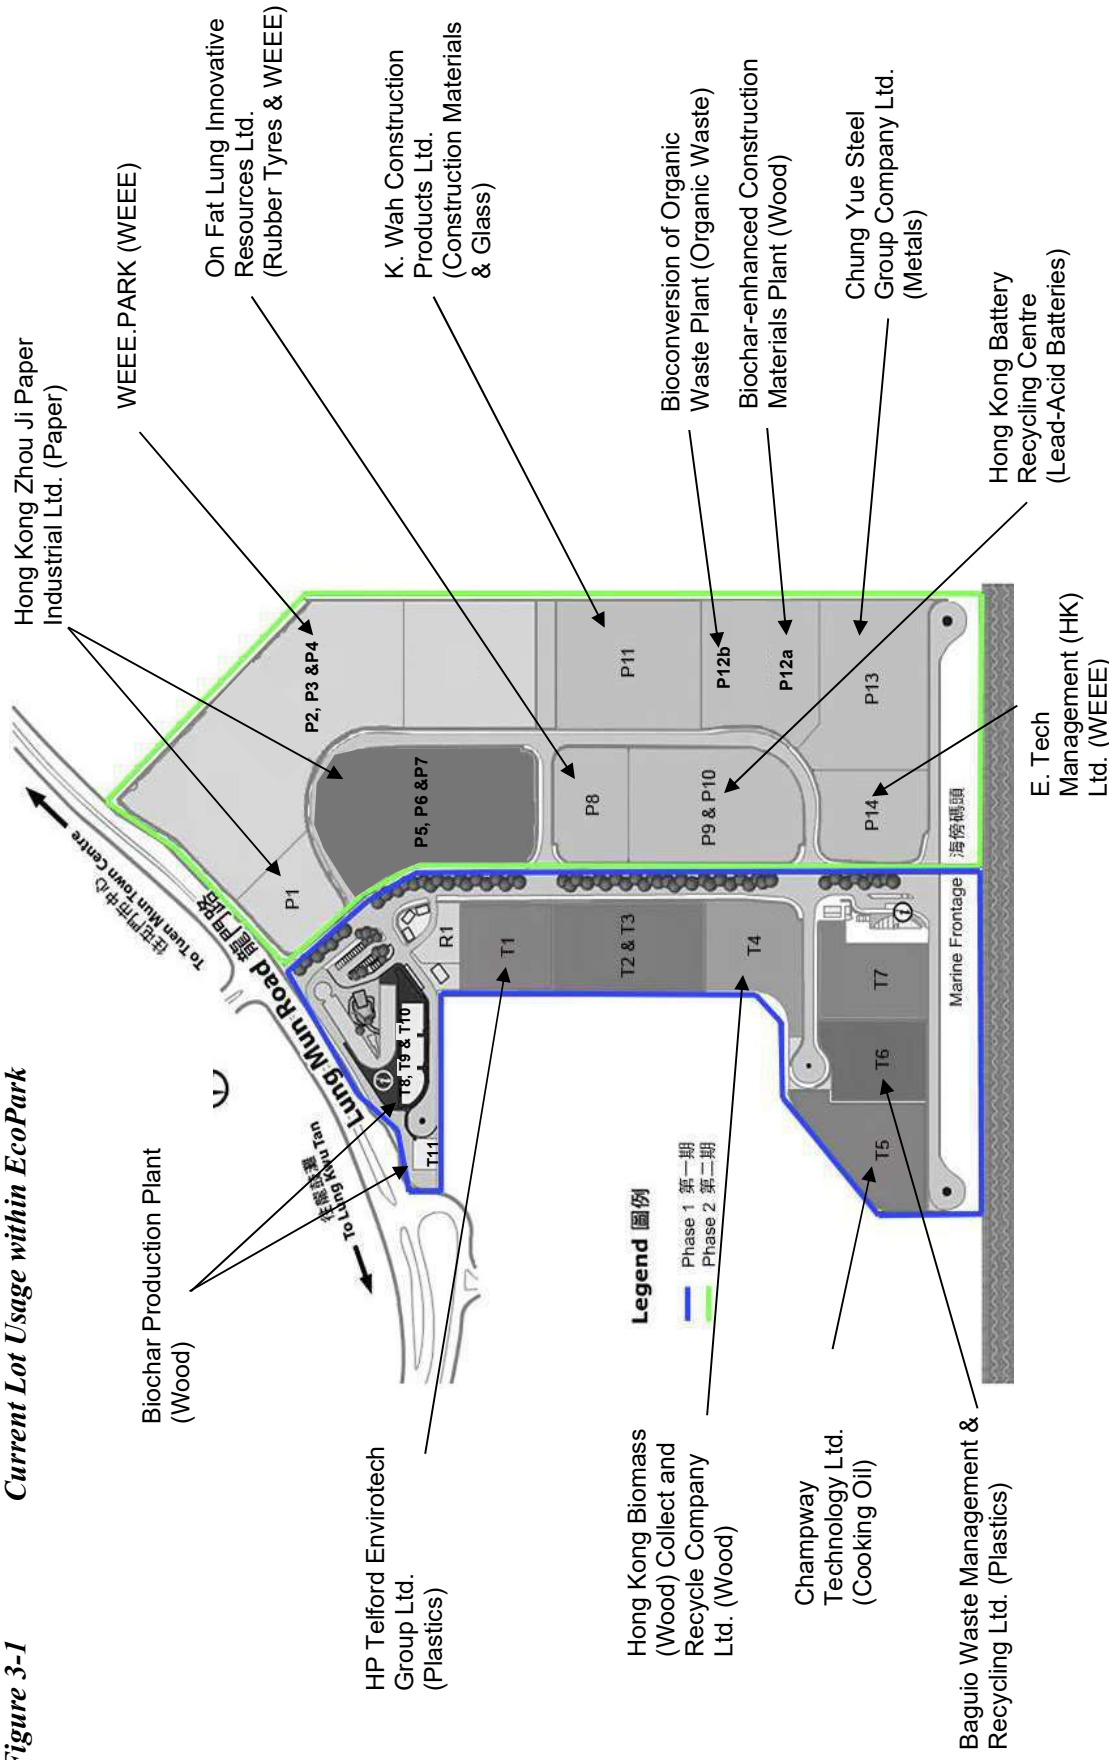 Figure 3-1
Current Lot Usage within EcoPark
Biochar Production Plant
(Wood)
HP Telford Envirotech
Group Ltd.
(Plastics)
Hong Kong Biomass
(Wood) Collect and
Recycle Company
Ltd. (Wood)
Champway
Technology Ltd.
(Cooking Oil)
Baguio Waste Management &
Recycling Ltd. (Plastics)
Hong Kong Zhou Ji Paper
Industrial Ltd. (Paper)
WEEE.PARK (WEEE)
On Fat Lung Innovative
Resources Ltd.
(Rubber Tyres & WEEE)
K. Wah Construction
Products Ltd.
(Construction Materials
& Glass)
Bioconversion of Organic
Waste Plant (Organic Waste)
Biochar-enhanced Construction
Materials Plant (Wood)
Chung Yue Steel
Group Company Ltd.
(Metals)
Hong Kong Battery
Recycling Centre
(Lead-Acid Batteries)
E. Tech
Management (HK)
Ltd. (WEEE)
往屯門市中心
To Tuen Mun Town Centre
Lung Mun Road 龍門路
往龍鼓灘
To Lung Kwu Tan
Legend 圖例
Phase 1 第一期
Phase 2 第二期
P1
P2, P3 &P4
P5, P6 &P7
P8
P9 & P10
P11
P12b
P12a
P13
P14
R1
T1
T2 & T3
T4
T5
T6
T7
T8, T9 & T10
T11
i
i
Marine Frontage 海傍碼頭